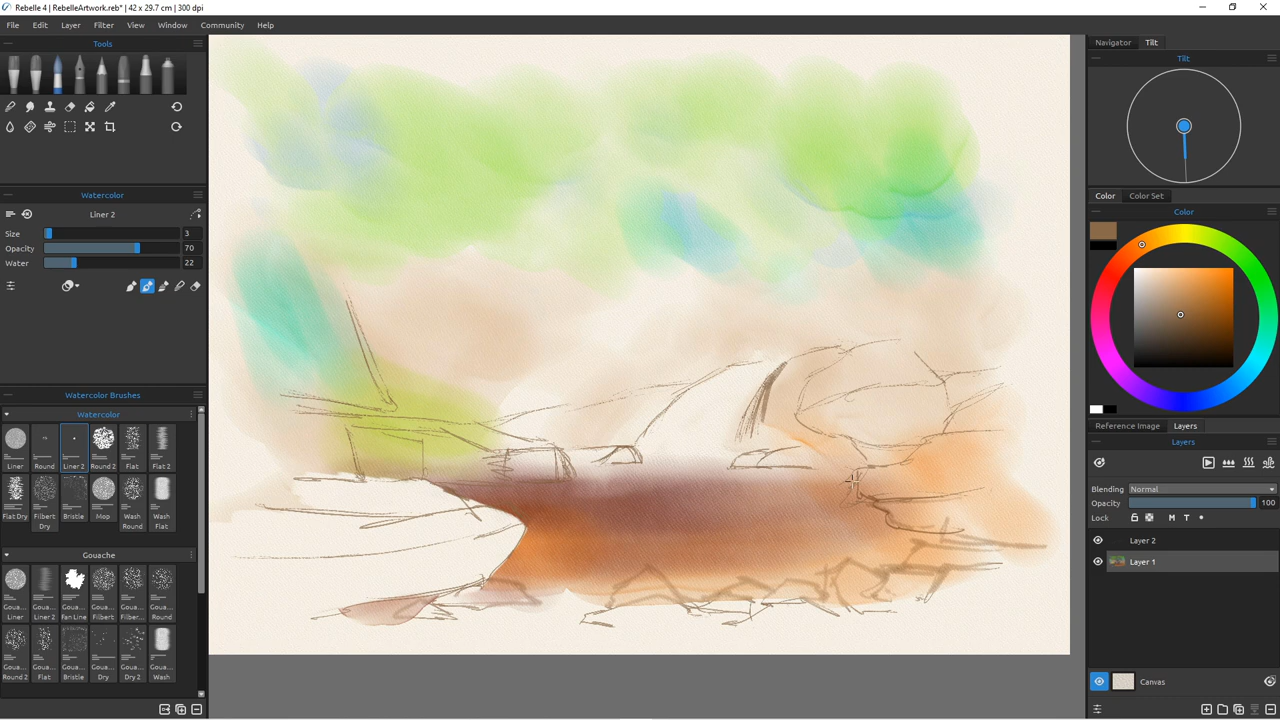 Rebelle 4 | RebelleArtwork.reb* | 42 x 29.7 cm | 300 dpi
File Edit Layer Filter View Window Community Help
Tools
Watercolor
Liner 2
Size 3
Opacity 70
Water 22
Watercolor Brushes
Watercolor
Liner Round Liner 2 Round 2 Flat Flat 2
Flat Dry Filbert Dry Bristle Mop Wash Round Wash Flat
Gouache
Goua... Liner Goua... Liner 2 Goua... Fan Line Goua... Filbert Goua... Filber... Goua... Round
Goua... Round 2 Goua... Flat Goua... Bristle Goua... Dry Goua... Dry 2 Goua... Wash
Navigator Tilt
Tilt
Color Color Set
Color
Reference Image Layers
Layers
Blending Normal
Opacity 100
Lock M T
Layer 2
Layer 1
Canvas